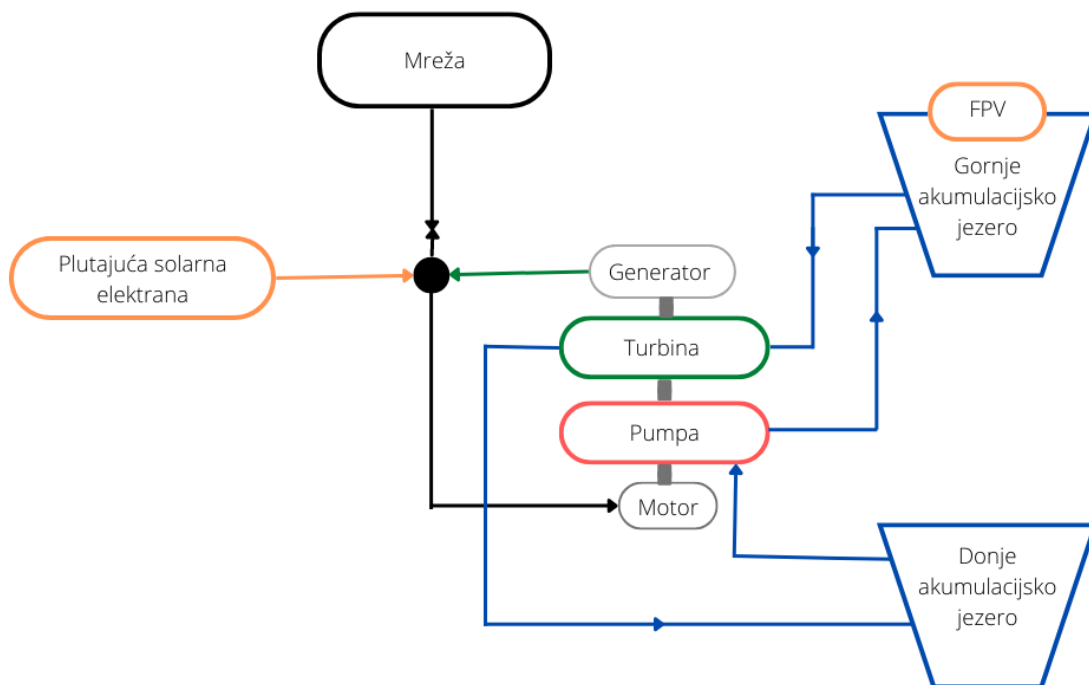 Mreža
FPV
Gornje
akumulacijsko
jezero
Plutajuća solarna
elektrana
Generator
Turbina
Pumpa
Motor
Donje
akumulacijsko
jezero